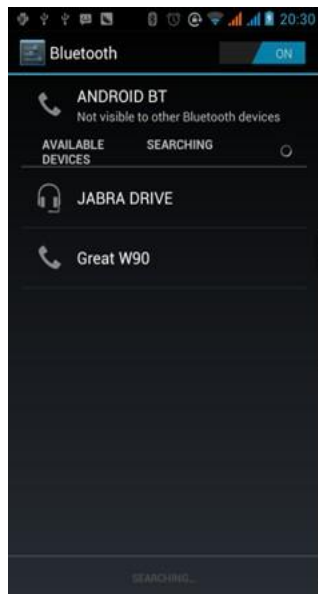 20:30
Bluetooth ON
ANDROID BT
Not visible to other Bluetooth devices
AVAILABLE DEVICES SEARCHING
JABRA DRIVE
Great W90
SEARCHING...